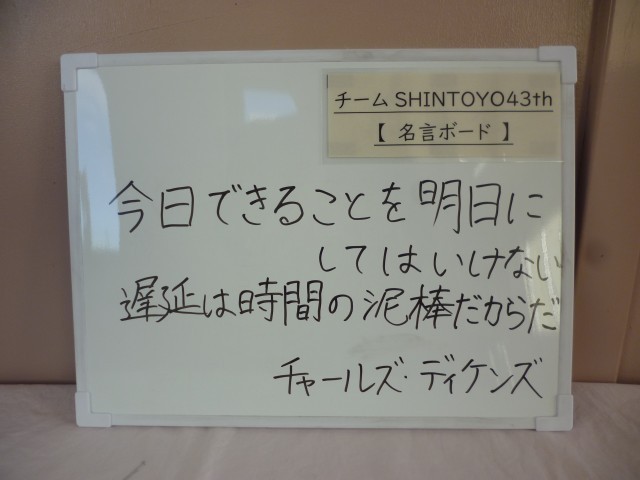 チーム SHINTOYO43th
【 名言ボード 】
今日できることを明日に
してはいけない
遅延は時間の泥棒だからだ
チャールズ・ディケンズ